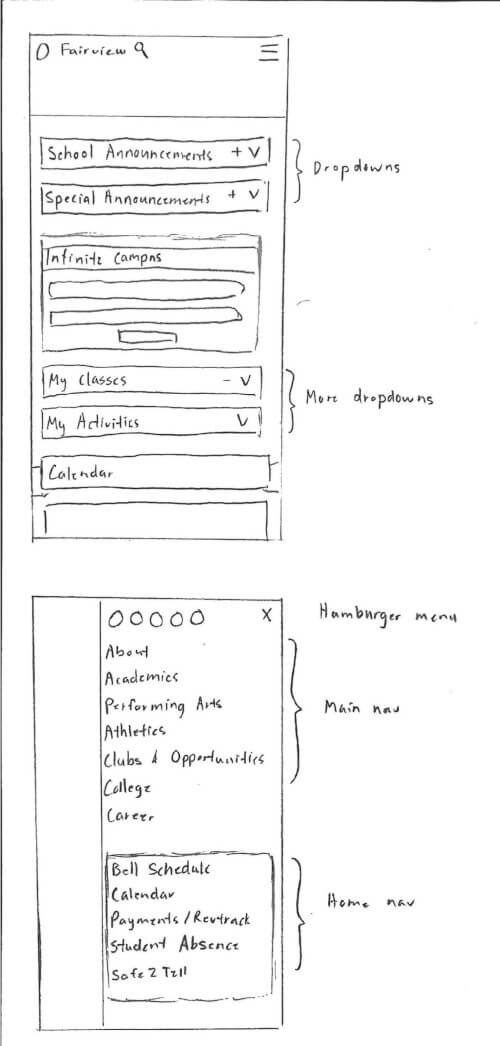 Fairview
School Announcements + V
Special Announcements + V
Dropdowns
Infinite Campus
My Classes - V
My Activities V
More dropdowns
Calendar
X
Hamburger menu
About
Academics
Performing Arts
Athletics
Clubs & Opportunities
College
Career
Main nav
Bell Schedule
Calendar
Payments/Revtrack
Student Absence
Safe 2 Tell
Home nav